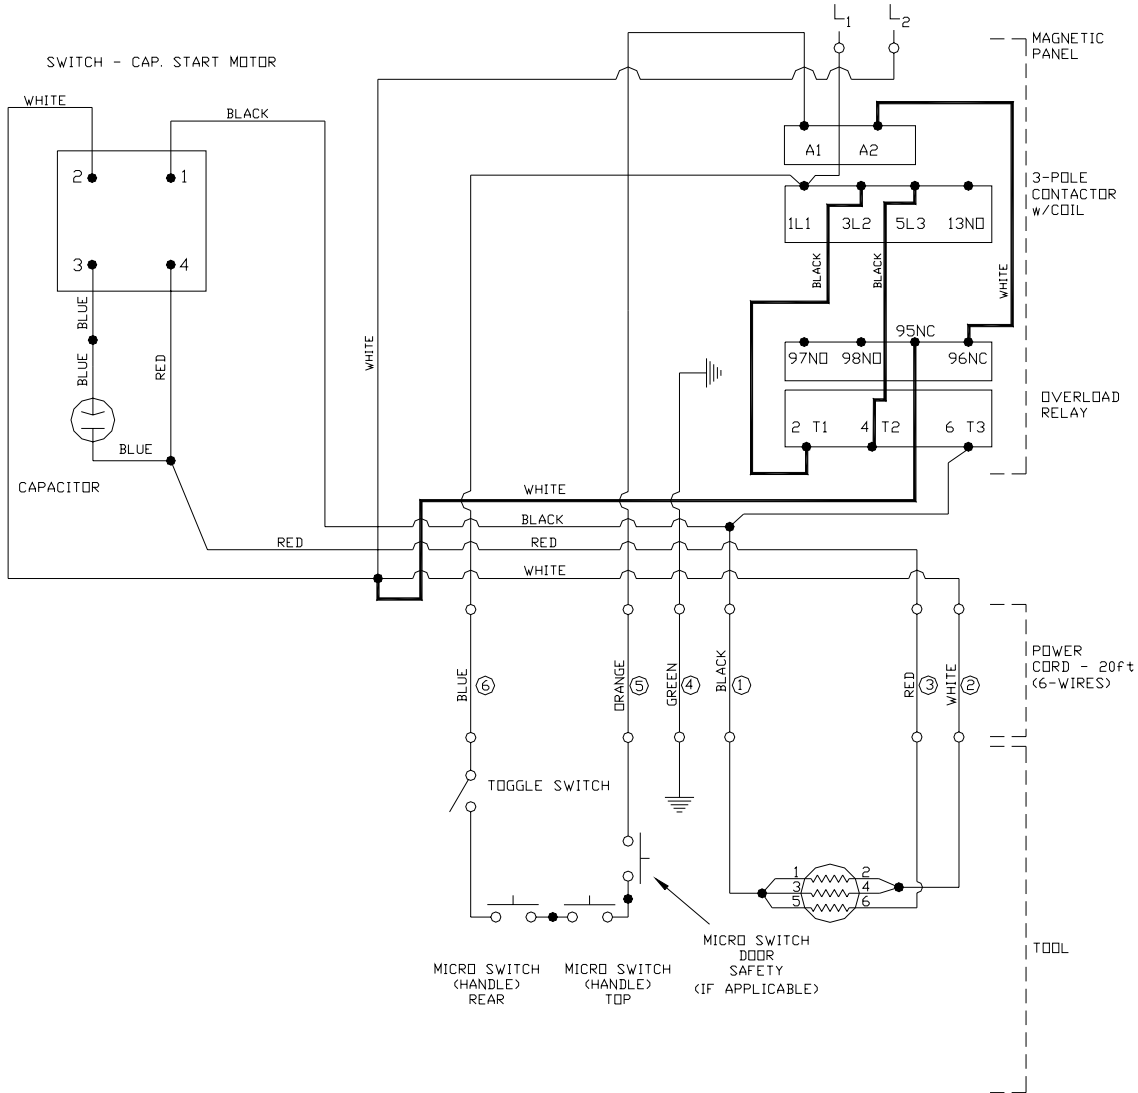 L1
L2
MAGNETIC
PANEL
SWITCH - CAP. START MOTOR
WHITE
BLACK
A1
A2
2
1
3-POLE
CONTACTOR
W/COIL
1L1
3L2
5L3
13NO
3
4
BLACK
BLACK
WHITE
BLUE
95NC
97NO
98NO
96NC
WHITE
BLUE
RED
OVERLOAD
RELAY
2 T1
4 T2
6 T3
BLUE
CAPACITOR
WHITE
BLACK
RED
RED
WHITE
POWER
CORD - 20ft
(6-WIRES)
BLUE
6
ORANGE
5
GREEN
4
BLACK
1
RED
3
WHITE
2
TOGGLE SWITCH
1
2
3
4
5
6
MICRO SWITCH
DOOR
SAFETY
(IF APPLICABLE)
TOOL
MICRO SWITCH
(HANDLE)
REAR
MICRO SWITCH
(HANDLE)
TOP